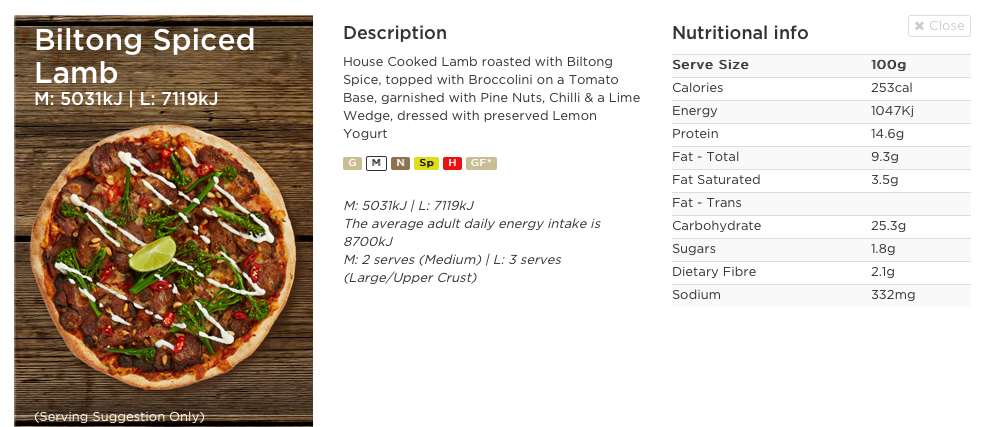 Biltong Spiced
Lamb
M: 5031kJ | L: 7119kJ
(Serving Suggestion Only)
Description
House Cooked Lamb roasted with Biltong
Spice, topped with Broccolini on a Tomato
Base, garnished with Pine Nuts, Chilli & a Lime
Wedge, dressed with preserved Lemon
Yogurt
G M N Sp H GF*
M: 5031kJ | L: 7119kJ
The average adult daily energy intake is
8700kJ
M: 2 serves (Medium) | L: 3 serves
(Large/Upper Crust)
Nutritional info
✖ Close
Serve Size 100g
Calories 253cal
Energy 1047Kj
Protein 14.6g
Fat - Total 9.3g
Fat Saturated 3.5g
Fat - Trans
Carbohydrate 25.3g
Sugars 1.8g
Dietary Fibre 2.1g
Sodium 332mg